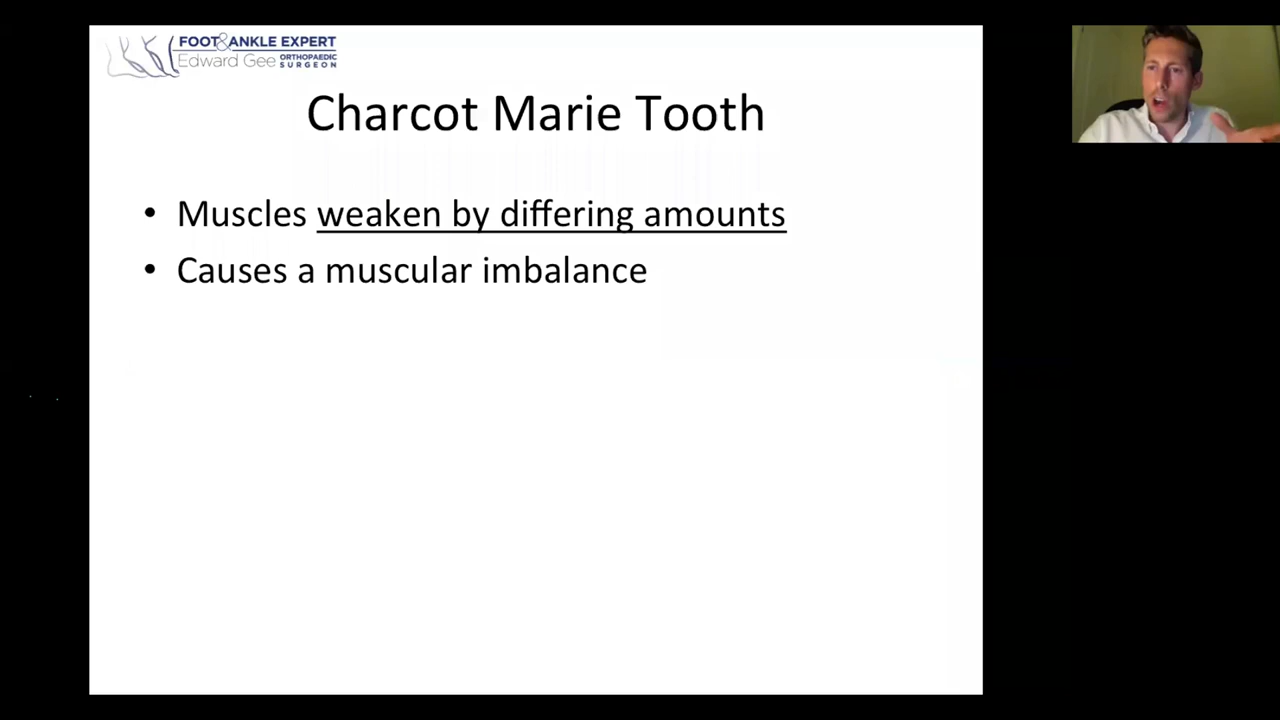 FOOT & ANKLE EXPERT
Edward Gee ORTHOPAEDIC SURGEON
Charcot Marie Tooth
• Muscles weaken by differing amounts
• Causes a muscular imbalance